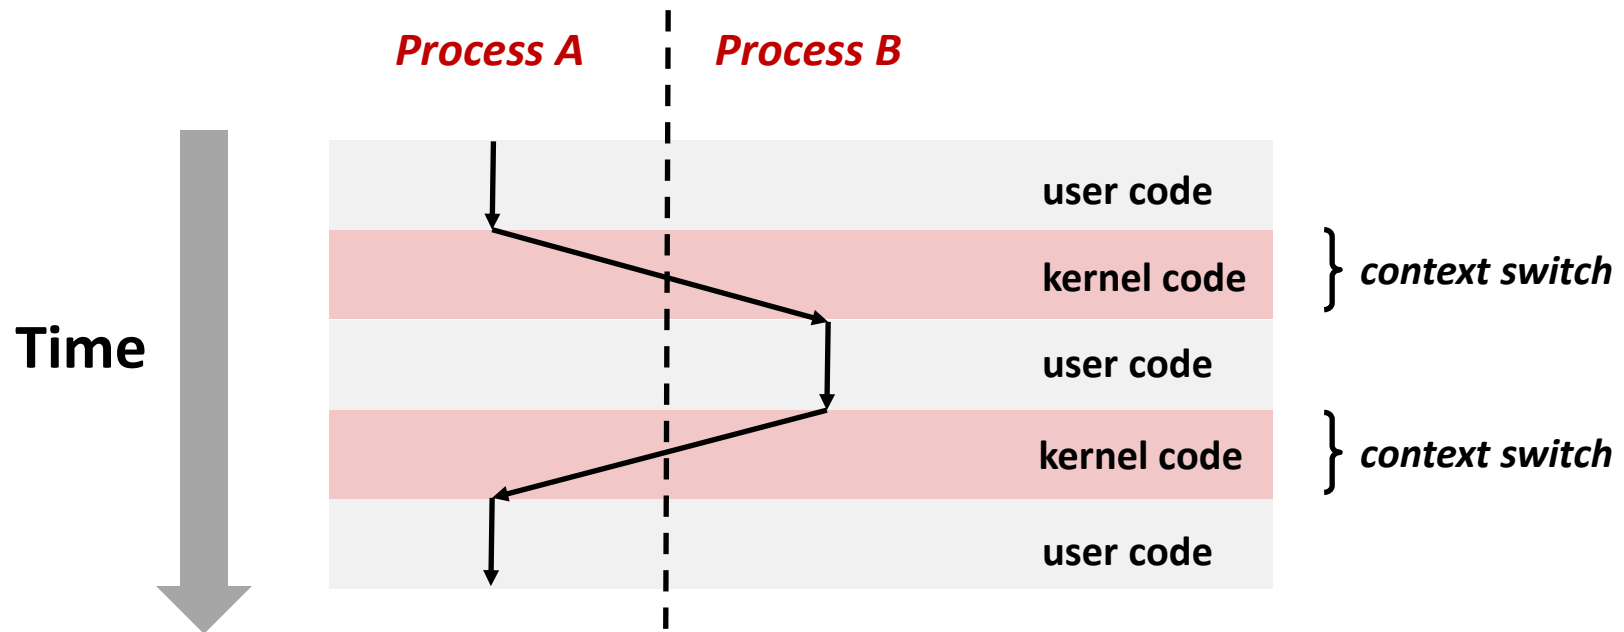 Process A
Process B
user code
kernel code
context switch
Time
user code
kernel code
context switch
user code